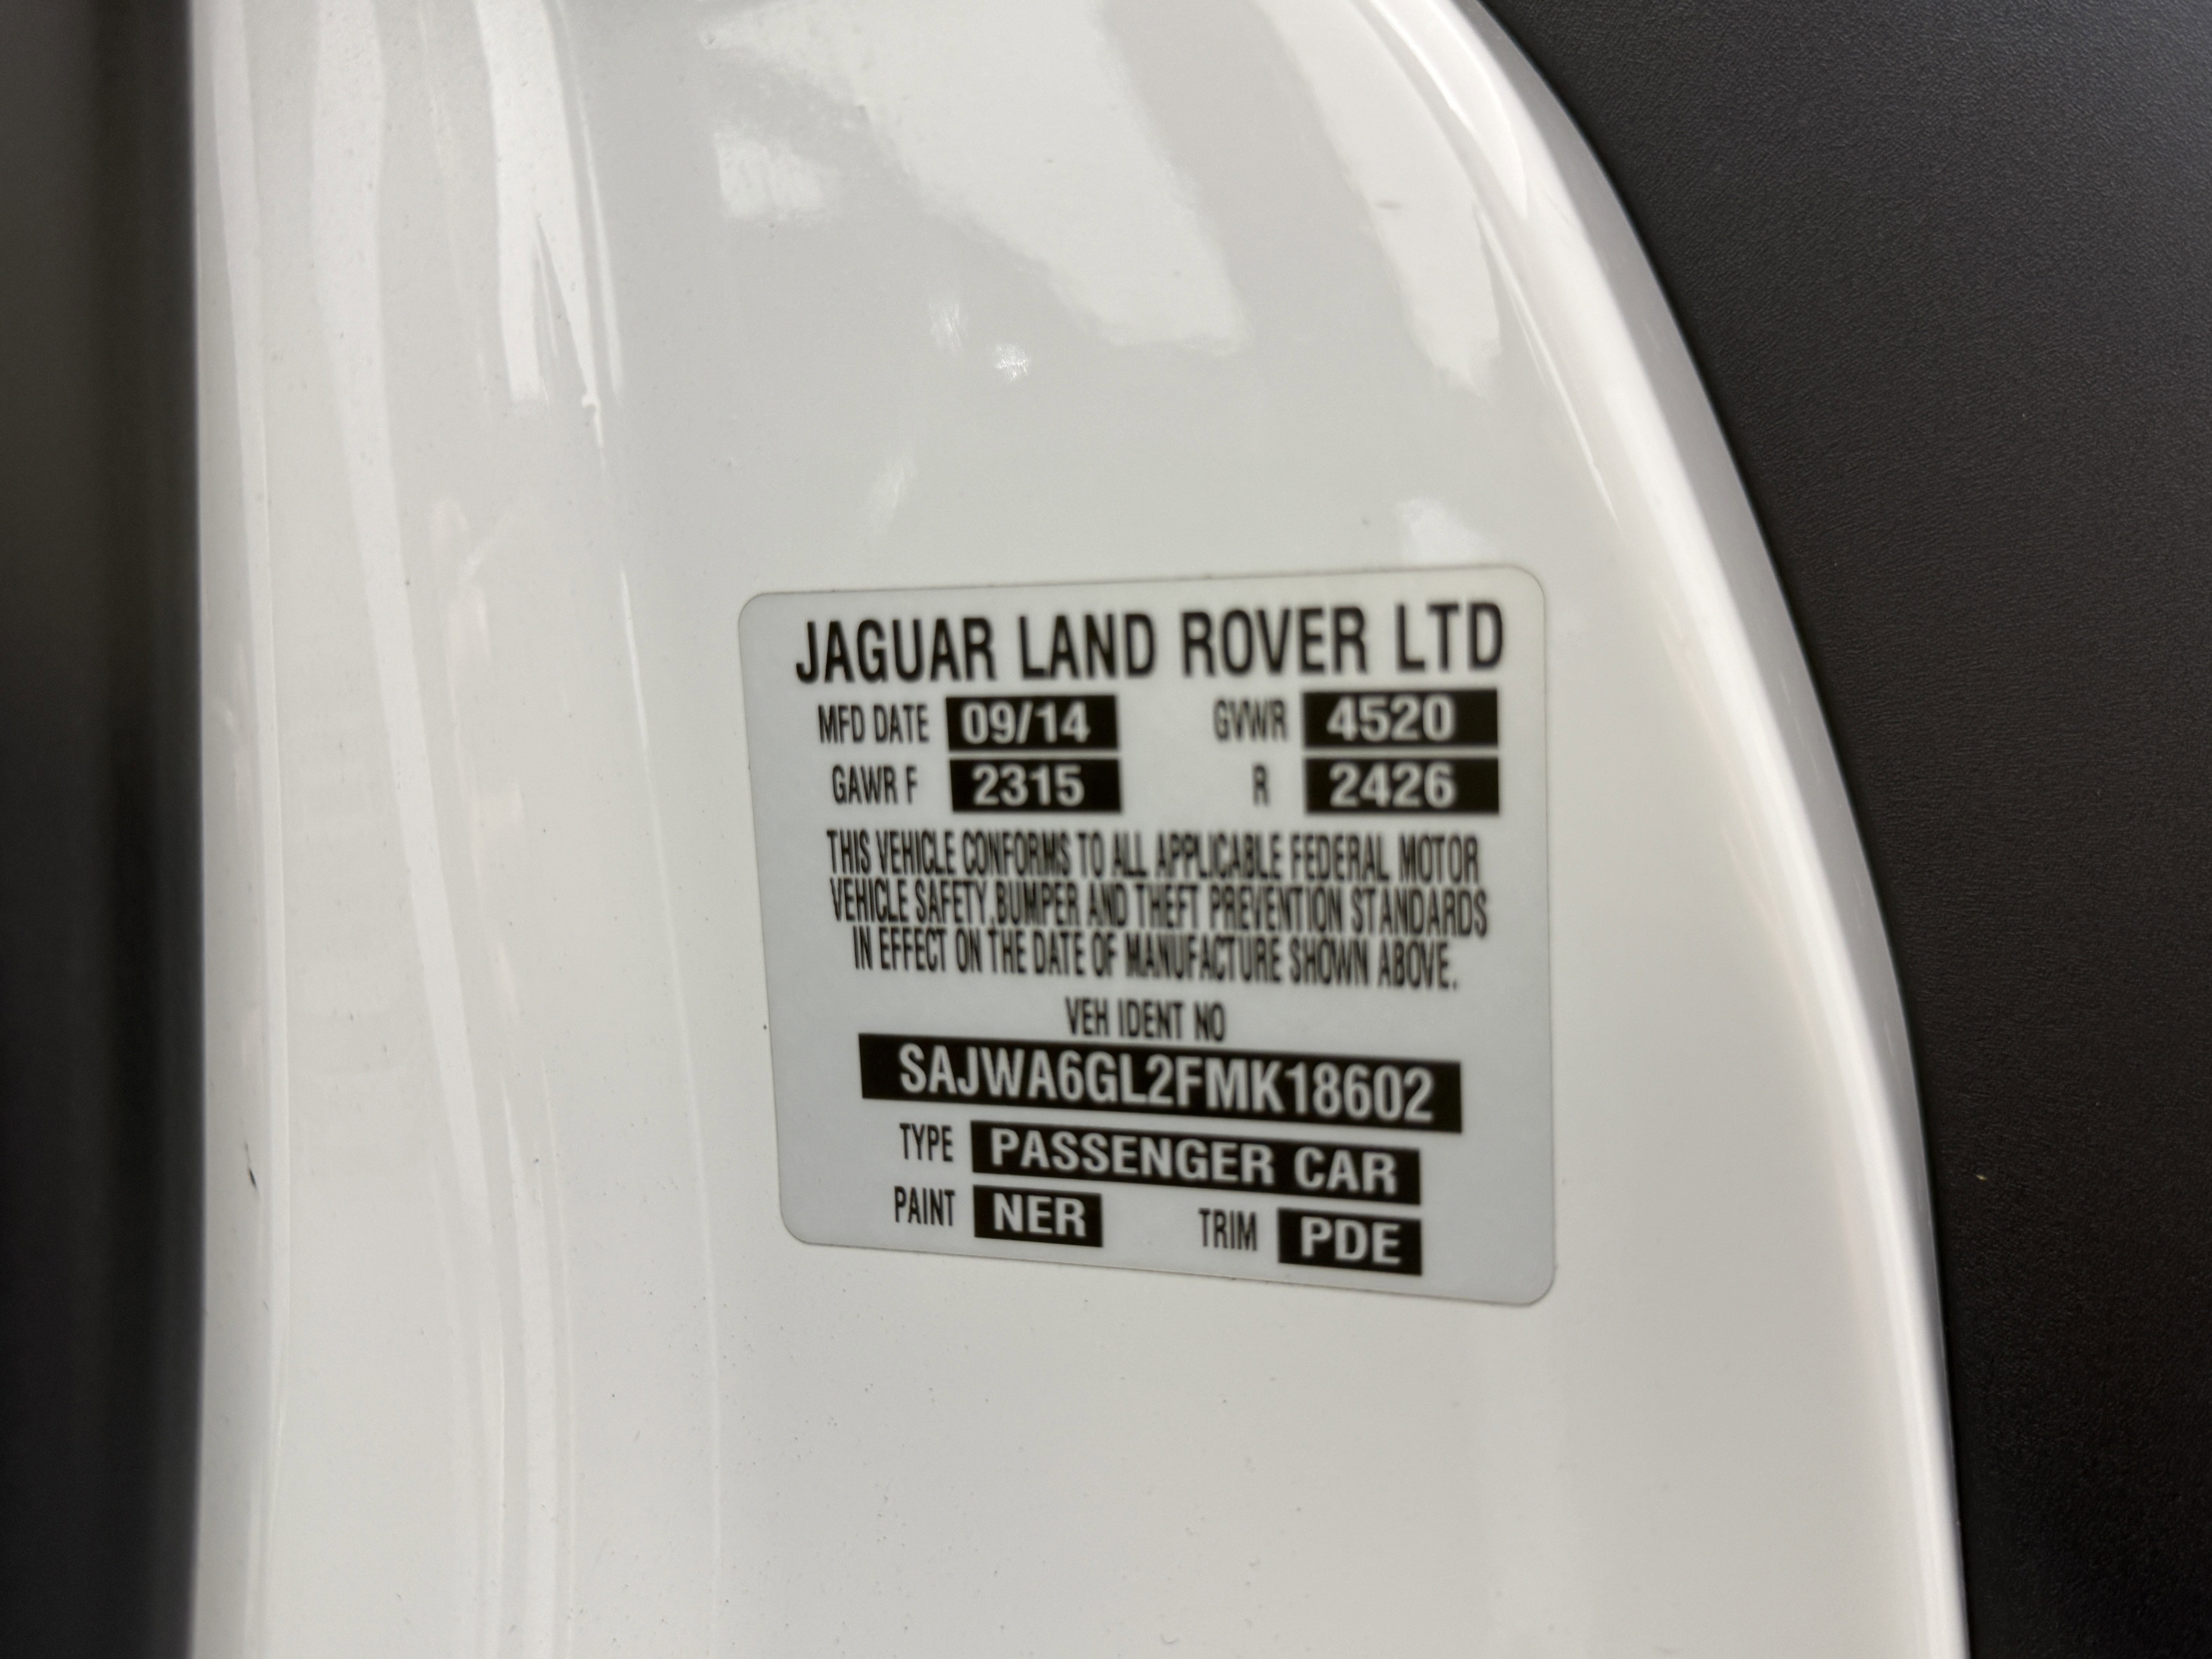 JAGUAR LAND ROVER LTD
MFD DATE 09/14 GVWR 4520
GAWR F 2315 R 2426
THIS VEHICLE CONFORMS TO ALL APPLICABLE FEDERAL MOTOR
VEHICLE SAFETY,BUMPER AND THEFT PREVENTION STANDARDS
IN EFFECT ON THE DATE OF MANUFACTURE SHOWN ABOVE.
VEH IDENT NO
SAJWA6GL2FMK18602
TYPE PASSENGER CAR
PAINT NER TRIM PDE